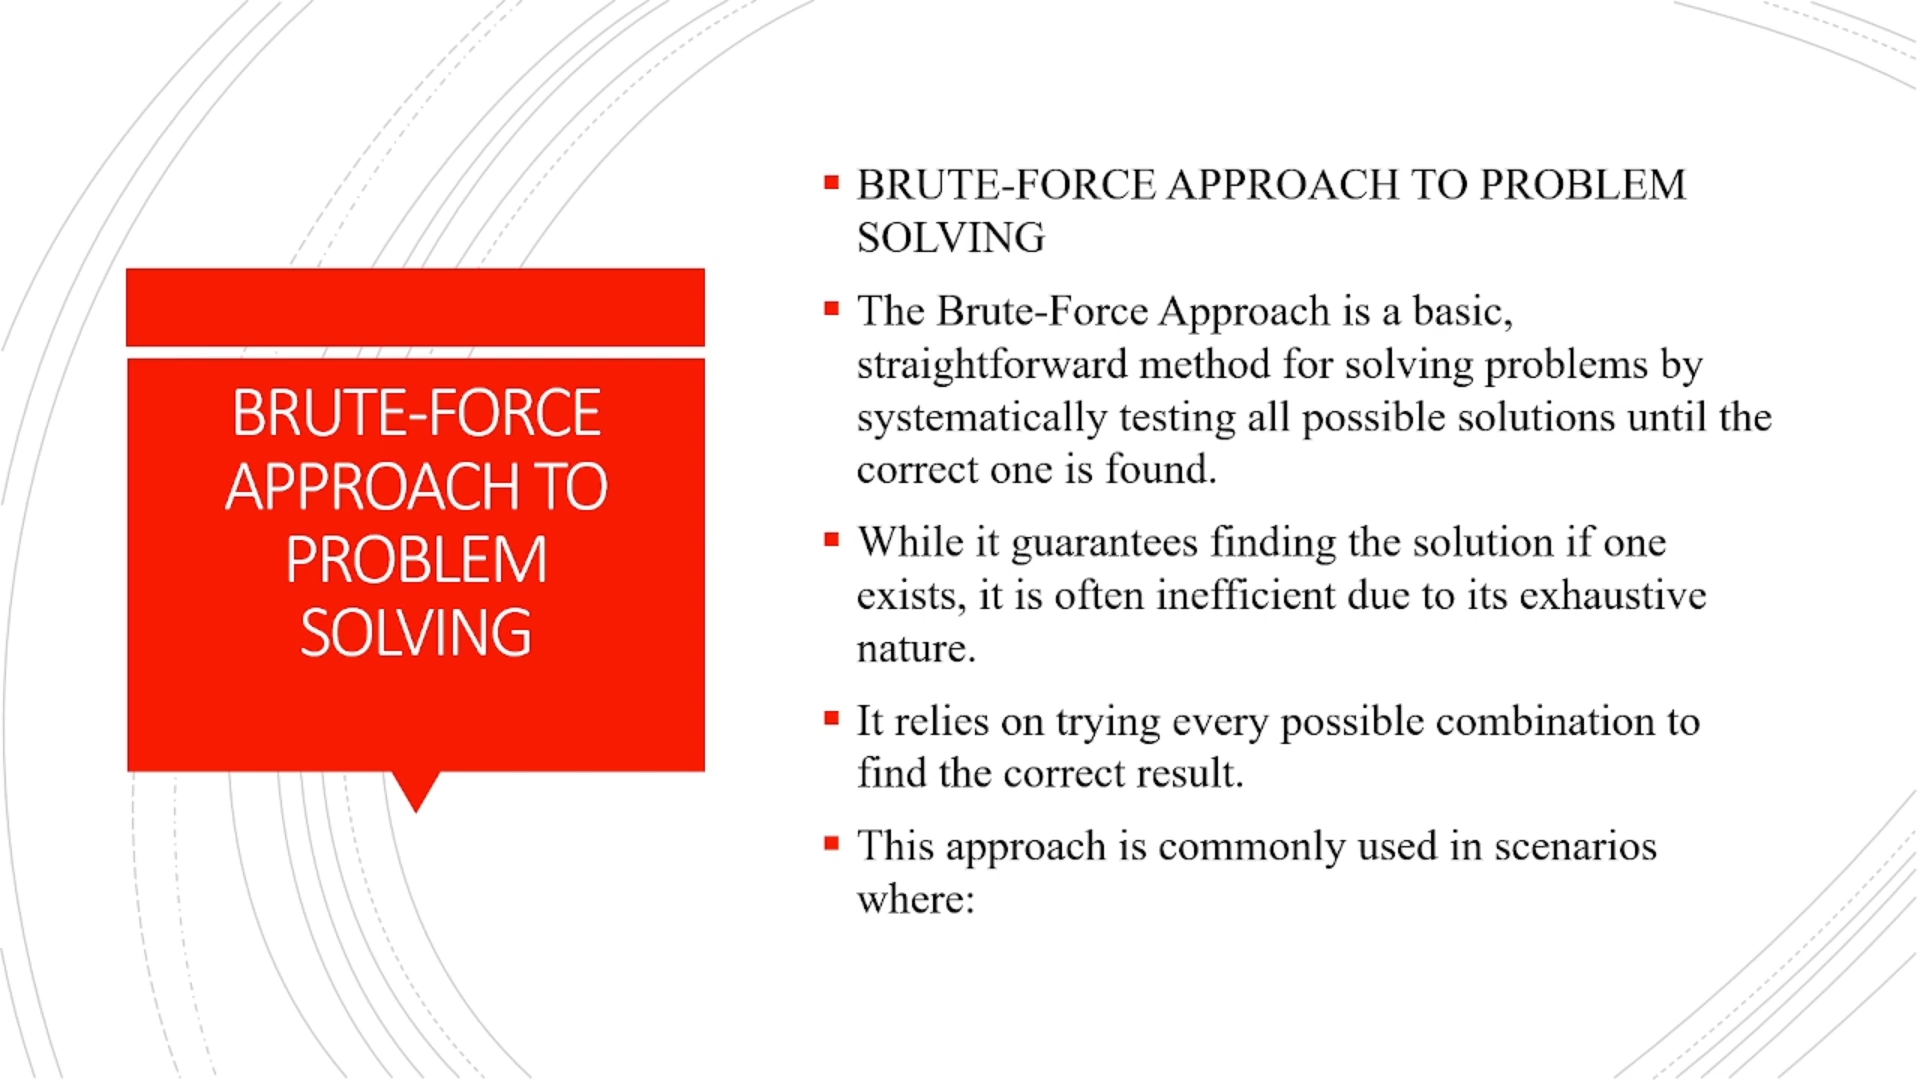 BRUTE-FORCE
APPROACH TO
PROBLEM
SOLVING
BRUTE-FORCE APPROACH TO PROBLEM
SOLVING
The Brute-Force Approach is a basic,
straightforward method for solving problems by
systematically testing all possible solutions until the
correct one is found.
While it guarantees finding the solution if one
exists, it is often inefficient due to its exhaustive
nature.
It relies on trying every possible combination to
find the correct result.
This approach is commonly used in scenarios
where: